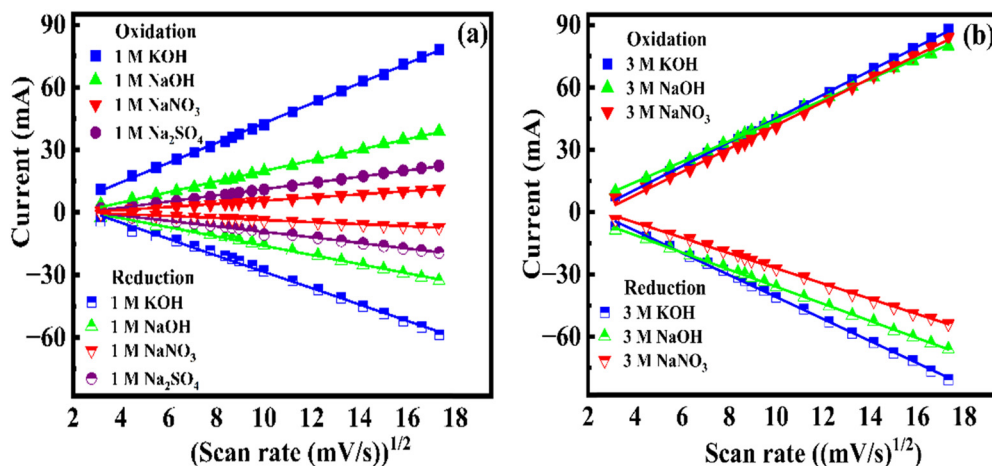 (a)
Oxidation
1 M KOH
1 M NaOH
1 M NaNO₃
1 M Na₂SO₄
Reduction
1 M KOH
1 M NaOH
1 M NaNO₃
1 M Na₂SO₄
Current (mA)
90
60
30
0
−30
−60
2 4 6 8 10 12 14 16 18
(Scan rate (mV/s))^1/2
(b)
Oxidation
3 M KOH
3 M NaOH
3 M NaNO₃
Reduction
3 M KOH
3 M NaOH
3 M NaNO₃
Current (mA)
90
60
30
0
−30
−60
2 4 6 8 10 12 14 16 18
Scan rate ((mV/s)^1/2)